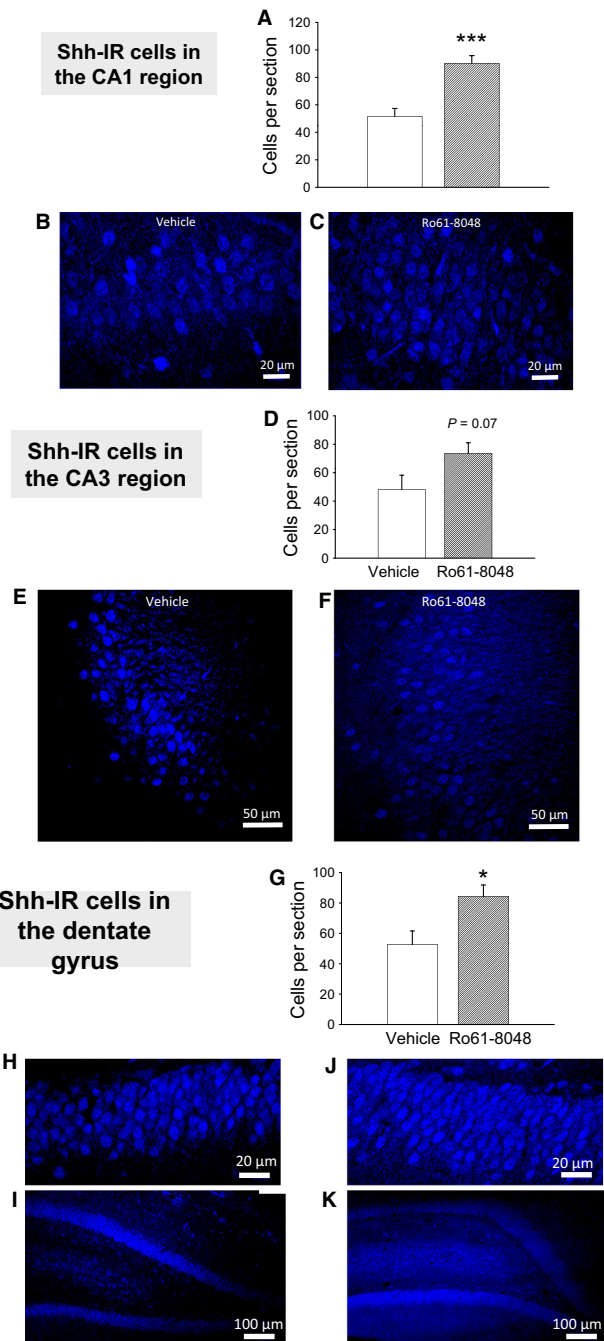 A
Shh-IR cells in
the CA1 region
Cells per section
120
100
80
60
40
20
0
***
B
Vehicle
20 µm
C
Ro61-8048
20 µm
Shh-IR cells in
the CA3 region
D
Cells per section
100
80
60
40
20
0
P = 0.07
Vehicle Ro61-8048
E
Vehicle
50 µm
F
Ro61-8048
50 µm
Shh-IR cells in
the dentate
gyrus
G
Cells per section
100
80
60
40
20
0
*
Vehicle Ro61-8048
H
20 µm
J
20 µm
I
100 µm
K
100 µm